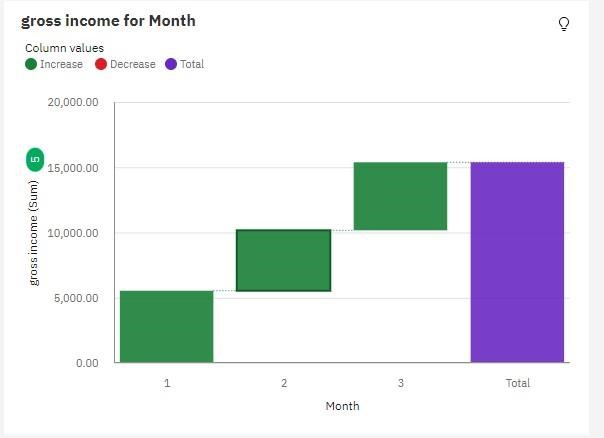 gross income for Month
Column values
Increase Decrease Total
20,000.00
15,000.00
10,000.00
5,000.00
0.00
gross income (Sum)
1 2 3 Total
Month